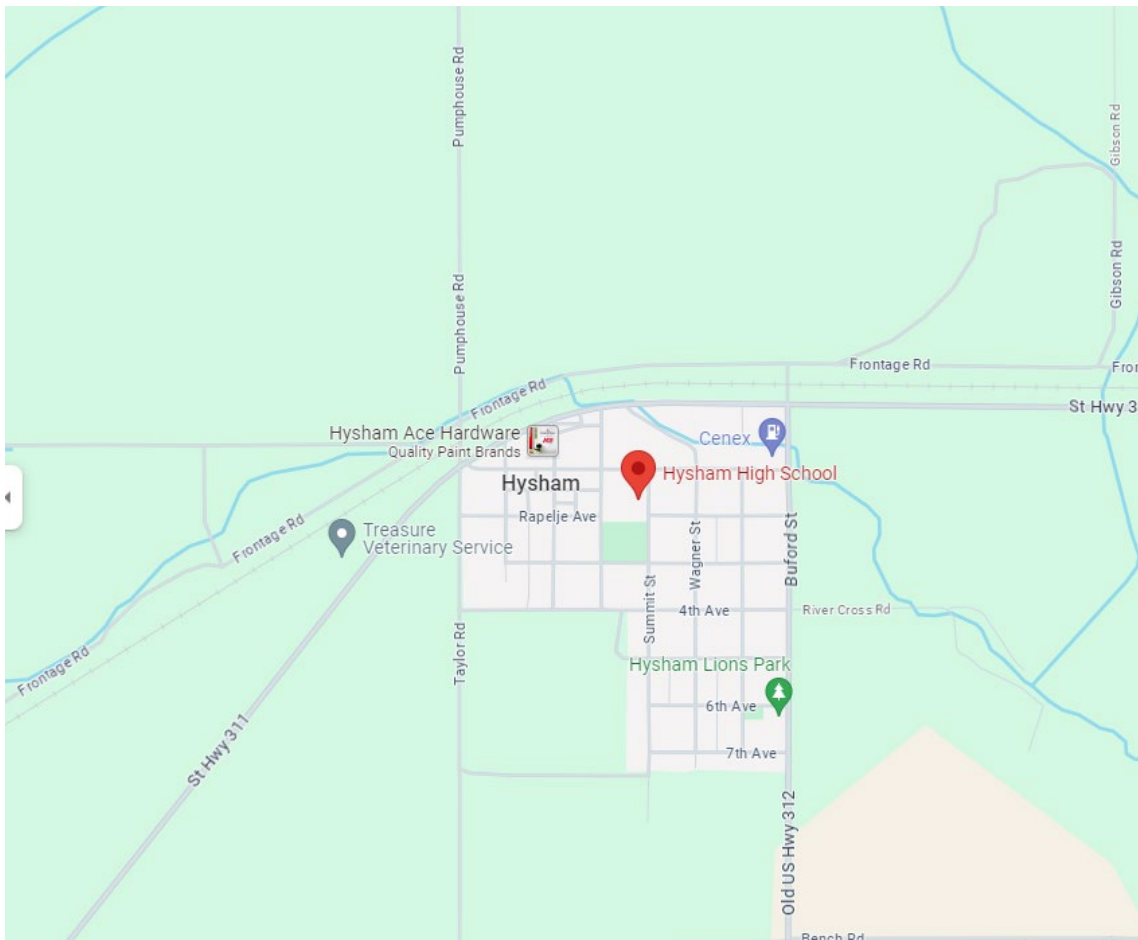 Pumphouse Rd
Gibson Rd
Pumphouse Rd
Gibson Rd
Frontage Rd
Frontage Rd
St Hwy 3
Hysham Ace Hardware
Quality Paint Brands
Cenex
Hysham High School
Hysham
Rapelje Ave
Frontage Rd
Treasure
Veterinary Service
Wagner St
Buford St
Summit St
4th Ave
River Cross Rd
Taylor Rd
Frontage Rd
Hysham Lions Park
6th Ave
St Hwy 311
7th Ave
Old US Hwy 312
Bench Rd